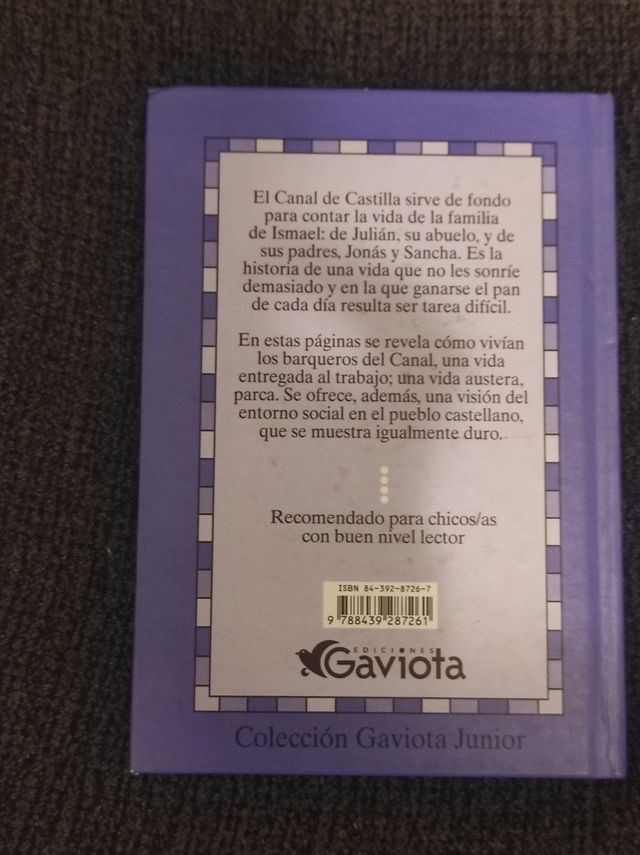 El Canal de Castilla sirve de fondo
para contar la vida de la familia
de Ismael: de Julián, su abuelo, y de
sus padres, Jonás y Sancha. Es la
historia de una vida que no les sonríe
demasiado y en la que ganarse el pan
de cada día resulta ser tarea difícil.
En estas páginas se revela cómo vivían
los barqueros del Canal, una vida
entregada al trabajo; una vida austera,
parca. Se ofrece, además, una visión del
entorno social en el pueblo castellano,
que se muestra igualmente duro.
Recomendado para chicos/as
con buen nivel lector
ISBN 84-392-8726-7
9 788439 287261
EDICIONES
Gaviota
Colección Gaviota Junior